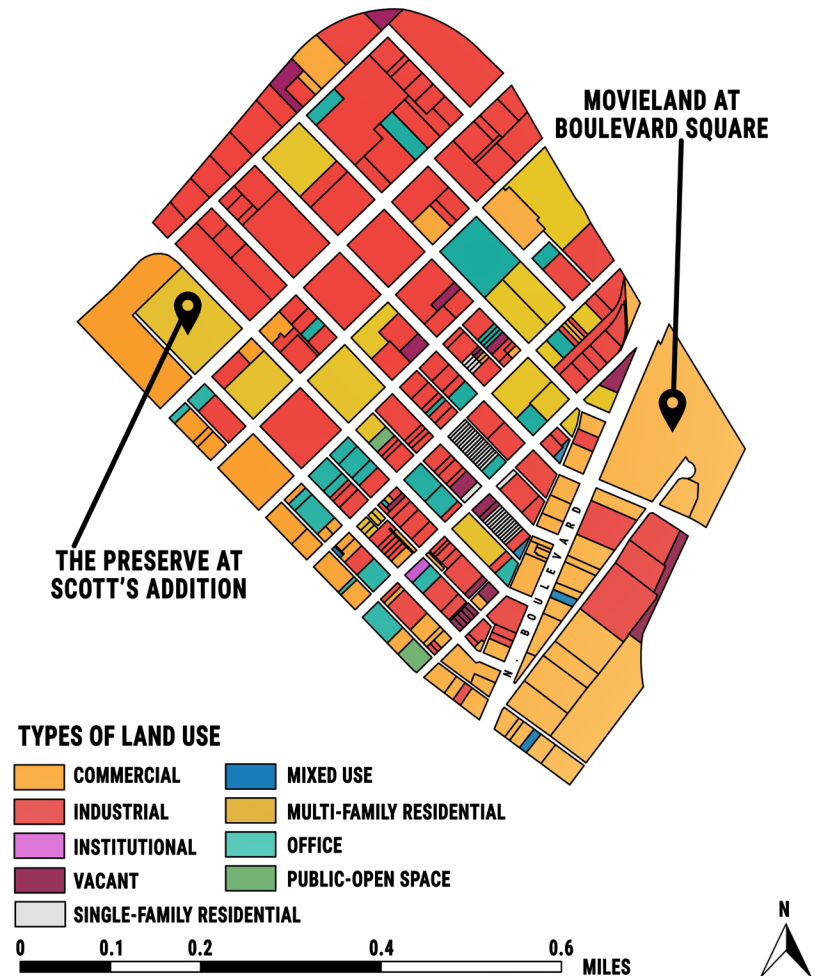 MOVIELAND AT
BOULEVARD SQUARE
THE PRESERVE AT
SCOTT'S ADDITION
N. BOULEVARD
TYPES OF LAND USE
COMMERCIAL
INDUSTRIAL
INSTITUTIONAL
VACANT
SINGLE-FAMILY RESIDENTIAL
MIXED USE
MULTI-FAMILY RESIDENTIAL
OFFICE
PUBLIC-OPEN SPACE
0 0.1 0.2 0.4 0.6
MILES
N